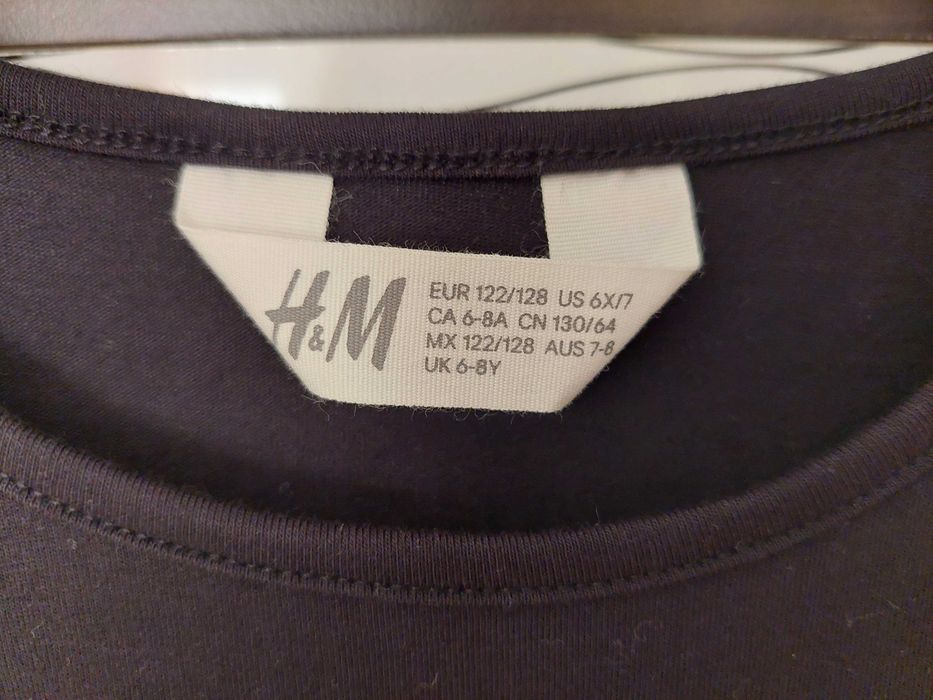 H&M
EUR 122/128 US 6X/7
CA 6-8A CN 130/64
MX 122/128 AUS 7-8
UK 6-8Y